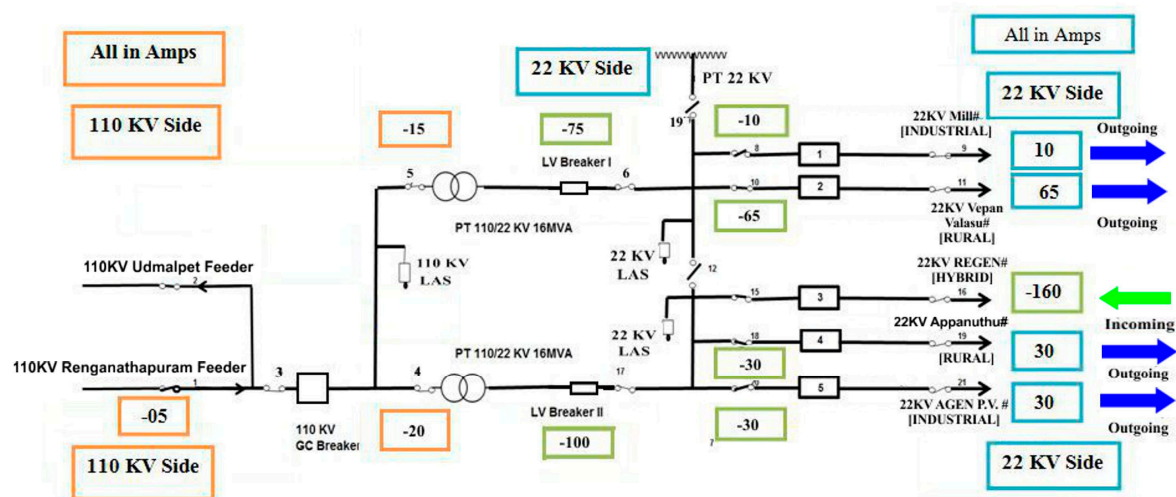 All in Amps
110 KV Side
22 KV Side
PT 22 KV
All in Amps
22 KV Side
-15
-75
-10
19
LV Breaker I
22KV Mill#
[INDUSTRIAL]
10
Outgoing
5
6
8
1
9
10
2
11
65
Outgoing
PT 110/22 KV 16MVA
-65
22KV Vepan
Valasu#
[RURAL]
110 KV
LAS
22 KV
LAS
12
22KV REGEN#
[HYBRID]
110KV Udmalpet Feeder
2
15
3
16
-160
Incoming
22 KV
LAS
22KV Appanuthu#
18
4
19
[RURAL]
30
Outgoing
PT 110/22 KV 16MVA
-30
110KV Renganathapuram Feeder
1
3
4
17
5
21
30
Outgoing
-05
110 KV
GC Breaker
-20
LV Breaker II
-100
-30
7
22KV AGEN P.V. #
[INDUSTRIAL]
110 KV Side
22 KV Side